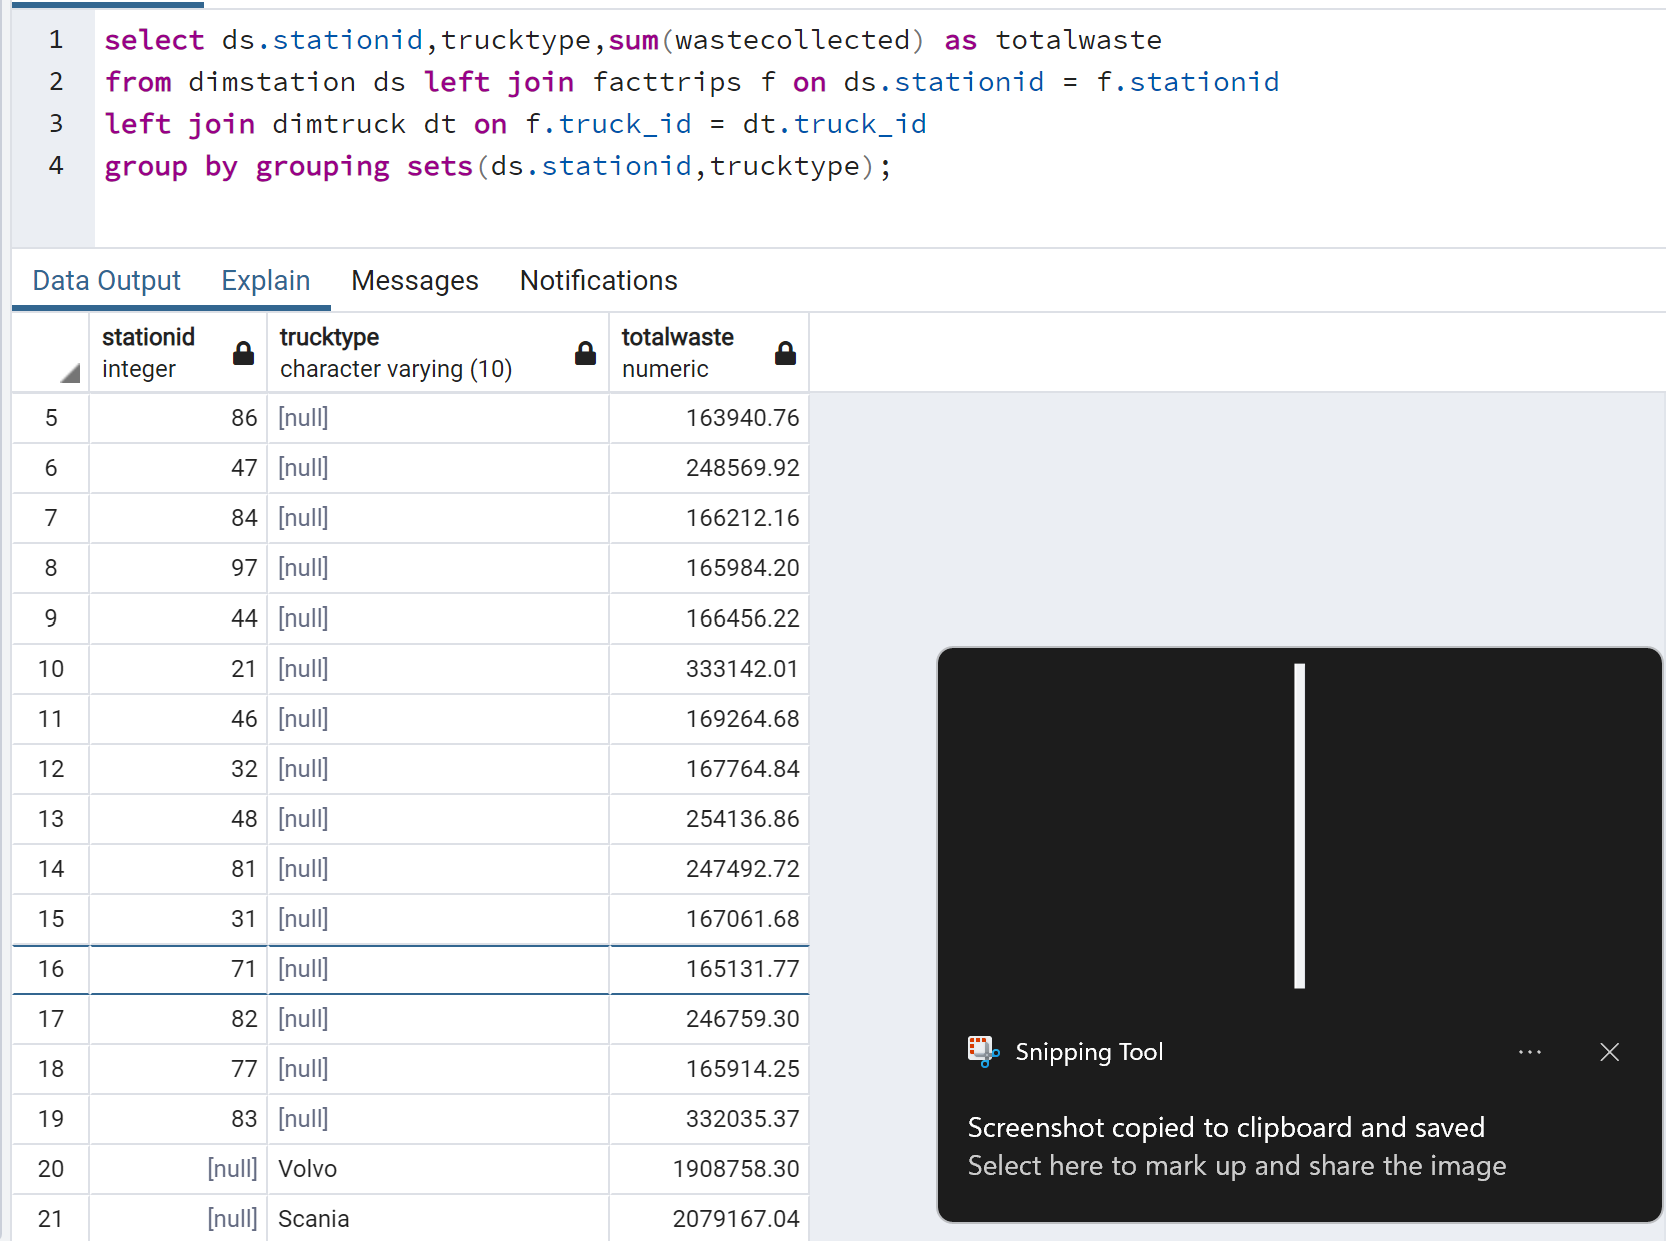 1 select ds.stationid,trucktype,sum(wastecollected) as totalwaste
2 from dimstation ds left join facttrips f on ds.stationid = f.stationid
3 left join dimtruck dt on f.truck_id = dt.truck_id
4 group by grouping sets(ds.stationid,trucktype);
Data Output Explain Messages Notifications
stationid trucktype totalwaste
integer character varying (10) numeric
5 86 [null] 163940.76
6 47 [null] 248569.92
7 84 [null] 166212.16
8 97 [null] 165984.20
9 44 [null] 166456.22
10 21 [null] 333142.01
11 46 [null] 169264.68
12 32 [null] 167764.84
13 48 [null] 254136.86
14 81 [null] 247492.72
15 31 [null] 167061.68
16 71 [null] 165131.77
17 82 [null] 246759.30
18 77 [null] 165914.25
19 83 [null] 332035.37
20 [null] Volvo 1908758.30
21 [null] Scania 2079167.04
Snipping Tool
Screenshot copied to clipboard and saved
Select here to mark up and share the image